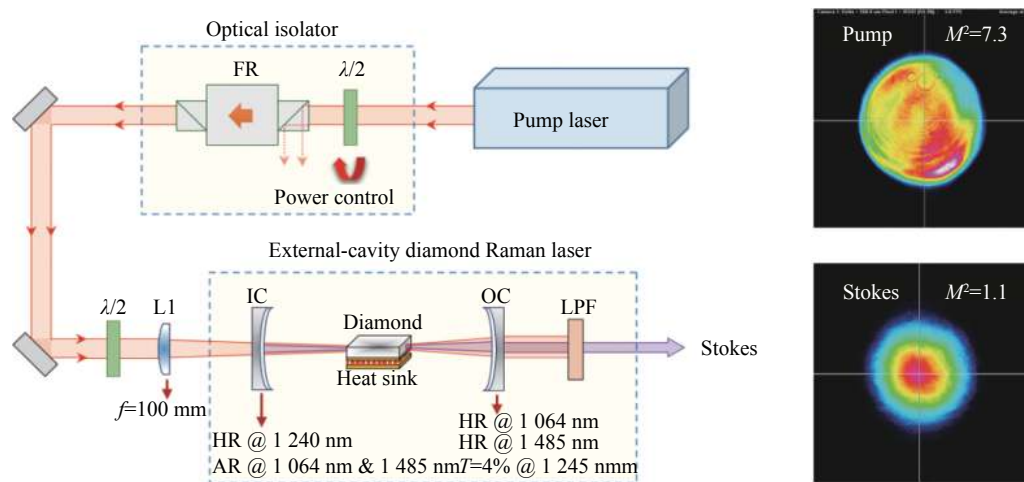 Optical isolator
FR
λ/2
Pump laser
Power control
External-cavity diamond Raman laser
λ/2
L1
IC
OC
LPF
Diamond
Heat sink
Stokes
f=100 mm
HR @ 1 240 nm
AR @ 1 064 nm & 1 485 nm
HR @ 1 064 nm
HR @ 1 485 nm
T=4% @ 1 245 nmm
Pump M²=7.3
Stokes M²=1.1